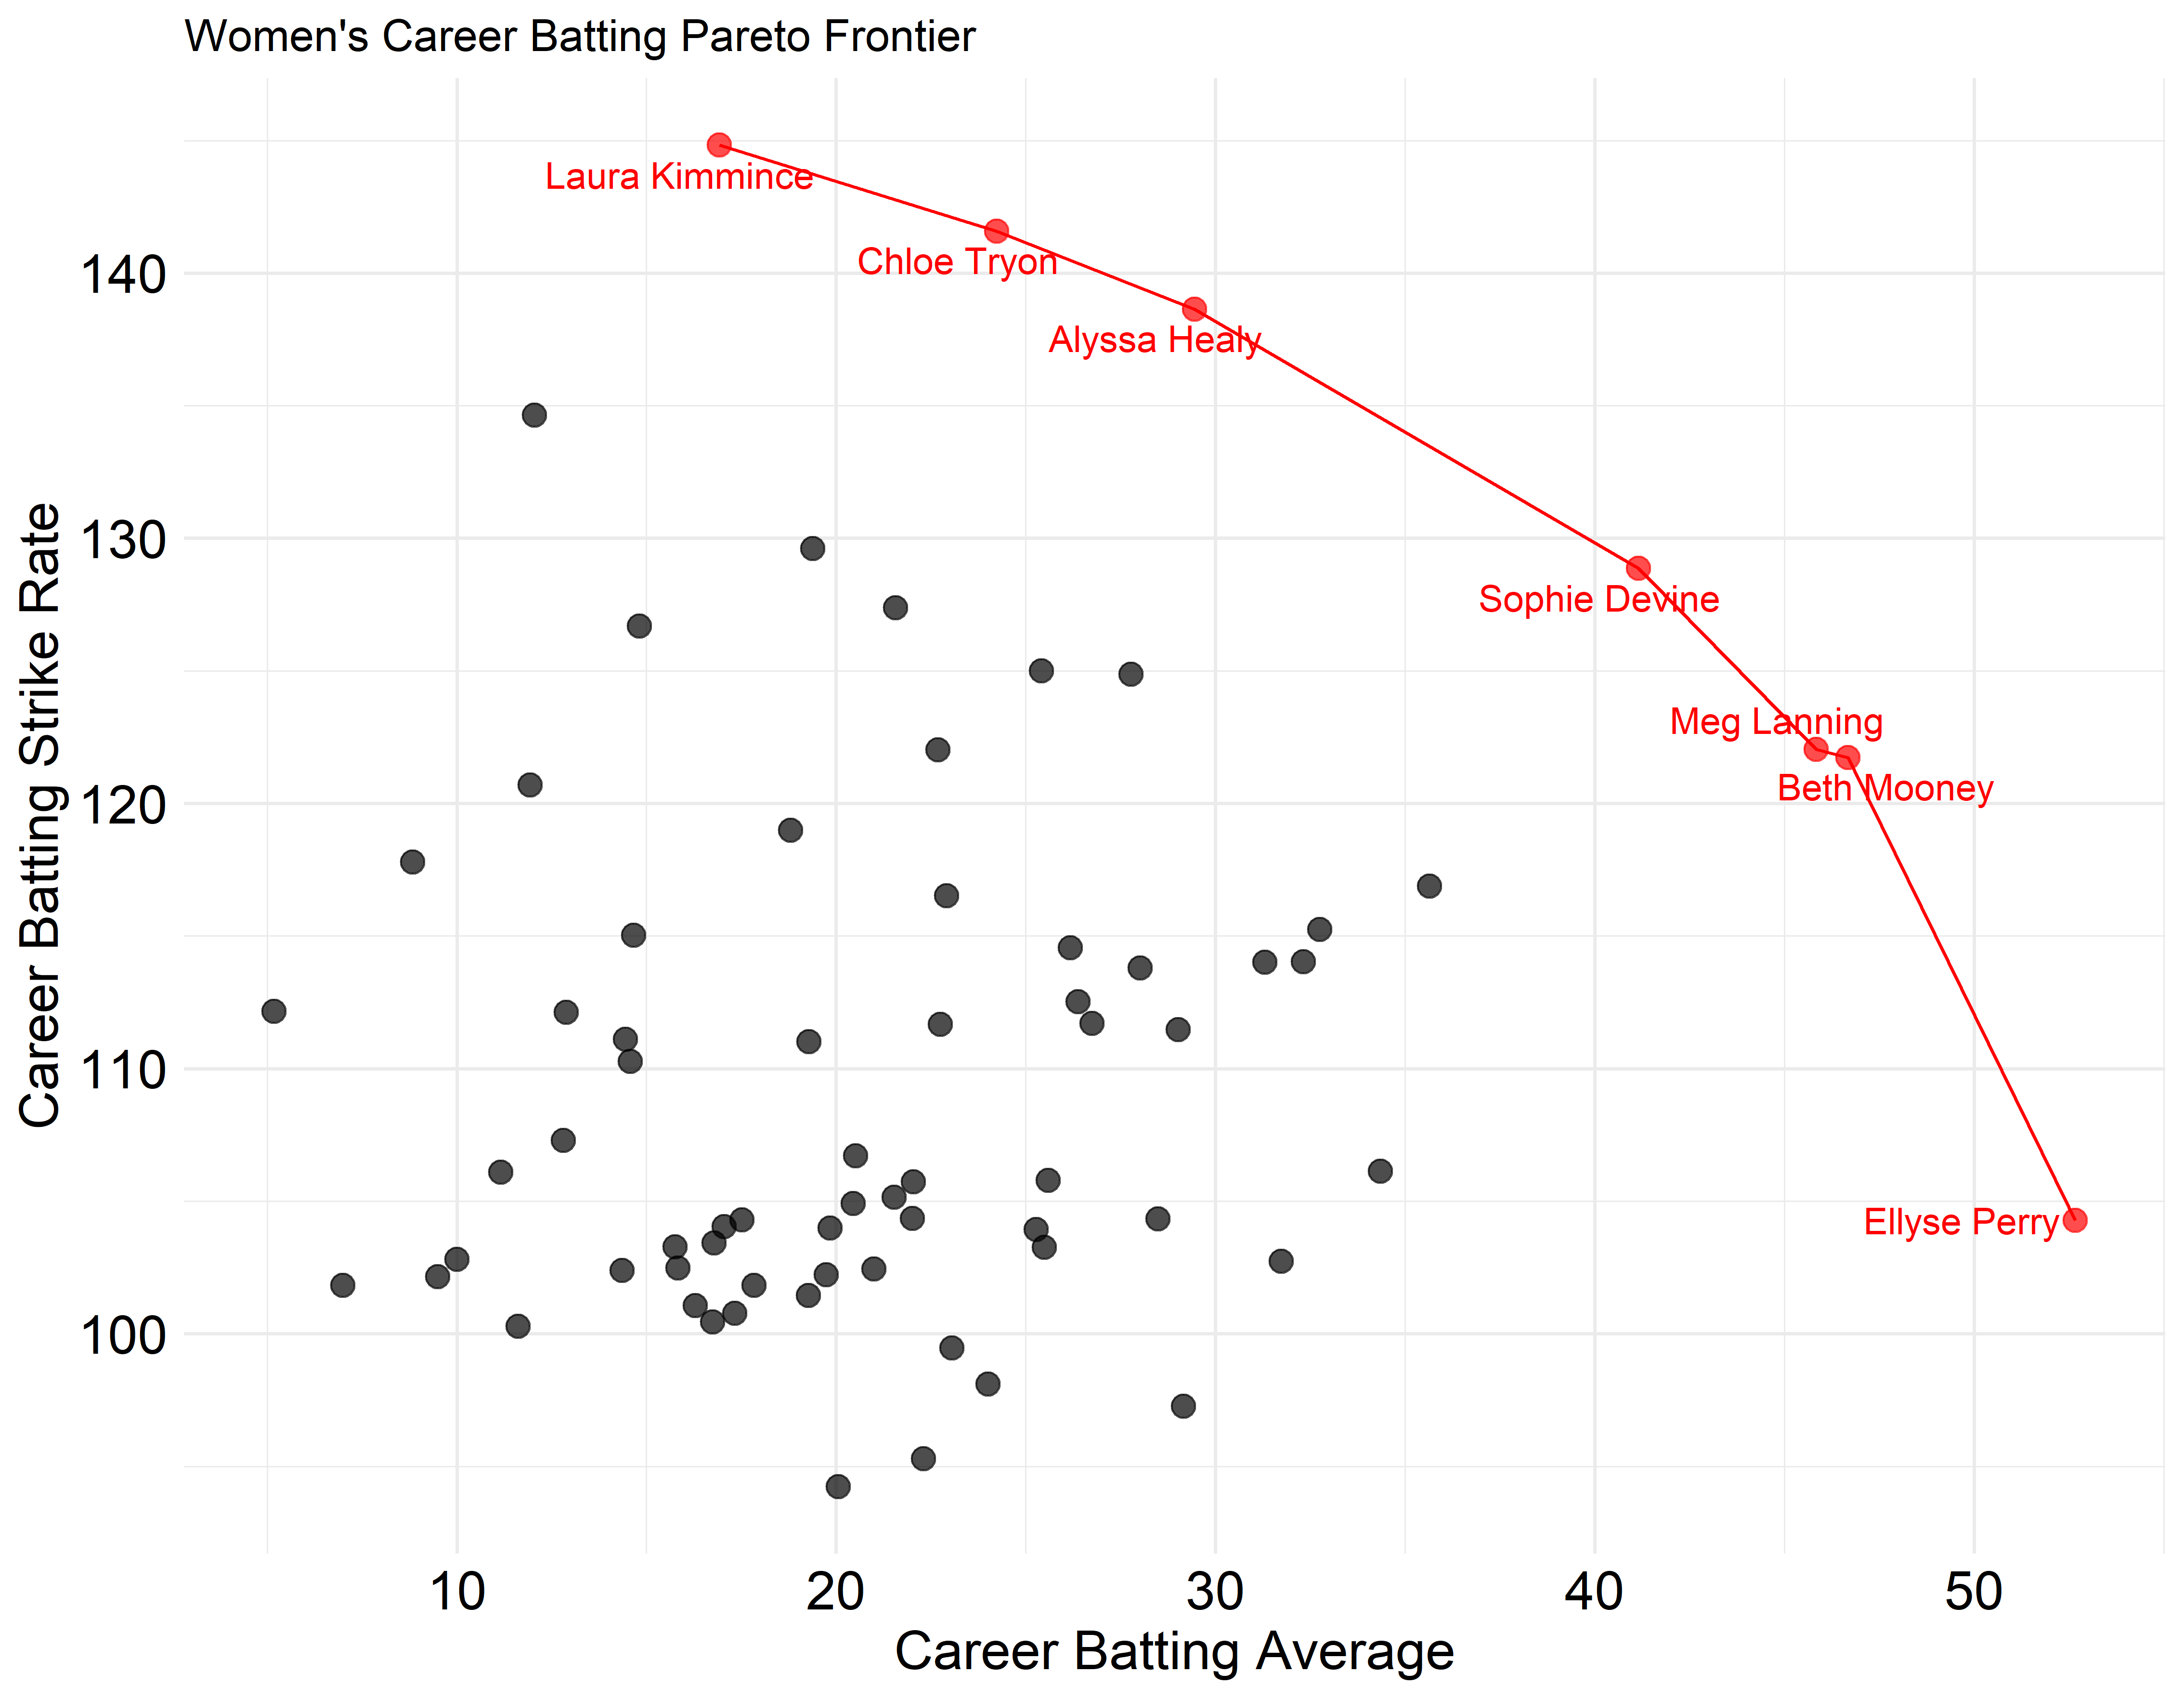 Women's Career Batting Pareto Frontier
Laura Kimmince
Chloe Tryon
Alyssa Healy
Sophie Devine
Meg Lanning
Beth Mooney
Ellyse Perry
Career Batting Strike Rate
140
130
120
110
100
10 20 30 40 50
Career Batting Average